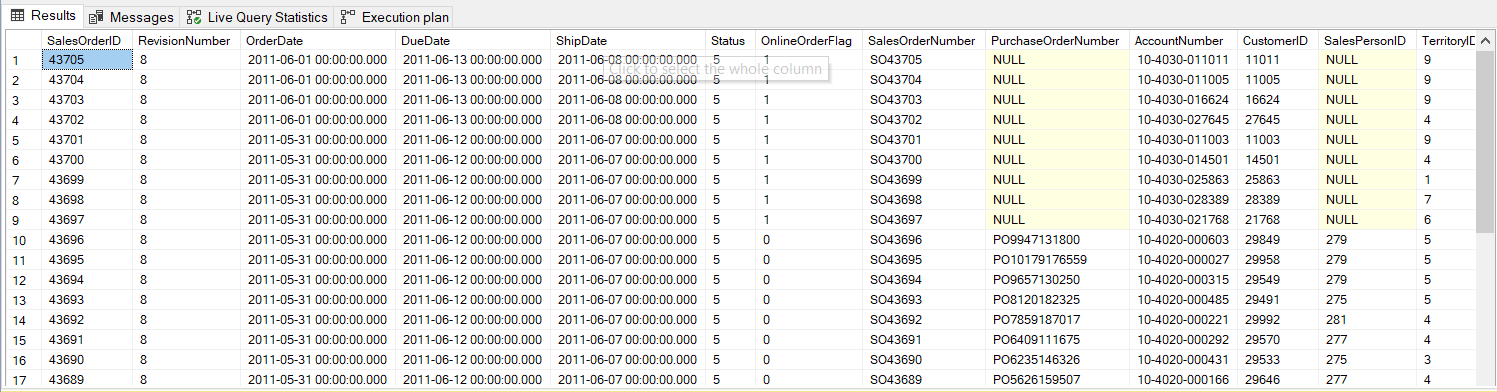 Results Messages Live Query Statistics Execution plan
SalesOrderID RevisionNumber OrderDate DueDate ShipDate Status OnlineOrderFlag SalesOrderNumber PurchaseOrderNumber AccountNumber CustomerID SalesPersonID TerritoryID
1 43705 8 2011-06-01 00:00:00.000 2011-06-13 00:00:00.000 2011-06-08 00:00:00.000 5 1 SO43705 NULL 10-4030-011011 11011 NULL 9
Click to select the whole column
2 43704 8 2011-06-01 00:00:00.000 2011-06-13 00:00:00.000 2011-06-08 00:00:00.000 5 1 SO43704 NULL 10-4030-011005 11005 NULL 9
3 43703 8 2011-06-01 00:00:00.000 2011-06-13 00:00:00.000 2011-06-08 00:00:00.000 5 1 SO43703 NULL 10-4030-016624 16624 NULL 9
4 43702 8 2011-06-01 00:00:00.000 2011-06-13 00:00:00.000 2011-06-08 00:00:00.000 5 1 SO43702 NULL 10-4030-027645 27645 NULL 4
5 43701 8 2011-05-31 00:00:00.000 2011-06-12 00:00:00.000 2011-06-07 00:00:00.000 5 1 SO43701 NULL 10-4030-011003 11003 NULL 9
6 43700 8 2011-05-31 00:00:00.000 2011-06-12 00:00:00.000 2011-06-07 00:00:00.000 5 1 SO43700 NULL 10-4030-014501 14501 NULL 4
7 43699 8 2011-05-31 00:00:00.000 2011-06-12 00:00:00.000 2011-06-07 00:00:00.000 5 1 SO43699 NULL 10-4030-025863 25863 NULL 1
8 43698 8 2011-05-31 00:00:00.000 2011-06-12 00:00:00.000 2011-06-07 00:00:00.000 5 1 SO43698 NULL 10-4030-028389 28389 NULL 7
9 43697 8 2011-05-31 00:00:00.000 2011-06-12 00:00:00.000 2011-06-07 00:00:00.000 5 1 SO43697 NULL 10-4030-021768 21768 NULL 6
10 43696 8 2011-05-31 00:00:00.000 2011-06-12 00:00:00.000 2011-06-07 00:00:00.000 5 0 SO43696 PO9947131800 10-4020-000603 29849 279 5
11 43695 8 2011-05-31 00:00:00.000 2011-06-12 00:00:00.000 2011-06-07 00:00:00.000 5 0 SO43695 PO10179176559 10-4020-000027 29958 279 5
12 43694 8 2011-05-31 00:00:00.000 2011-06-12 00:00:00.000 2011-06-07 00:00:00.000 5 0 SO43694 PO9657130250 10-4020-000315 29549 279 5
13 43693 8 2011-05-31 00:00:00.000 2011-06-12 00:00:00.000 2011-06-07 00:00:00.000 5 0 SO43693 PO8120182325 10-4020-000485 29491 275 5
14 43692 8 2011-05-31 00:00:00.000 2011-06-12 00:00:00.000 2011-06-07 00:00:00.000 5 0 SO43692 PO7859187017 10-4020-000221 29992 281 4
15 43691 8 2011-05-31 00:00:00.000 2011-06-12 00:00:00.000 2011-06-07 00:00:00.000 5 0 SO43691 PO6409111675 10-4020-000292 29570 277 4
16 43690 8 2011-05-31 00:00:00.000 2011-06-12 00:00:00.000 2011-06-07 00:00:00.000 5 0 SO43690 PO6235146326 10-4020-000431 29533 275 3
17 43689 8 2011-05-31 00:00:00.000 2011-06-12 00:00:00.000 2011-06-07 00:00:00.000 5 0 SO43689 PO5626159507 10-4020-000166 29646 277 4